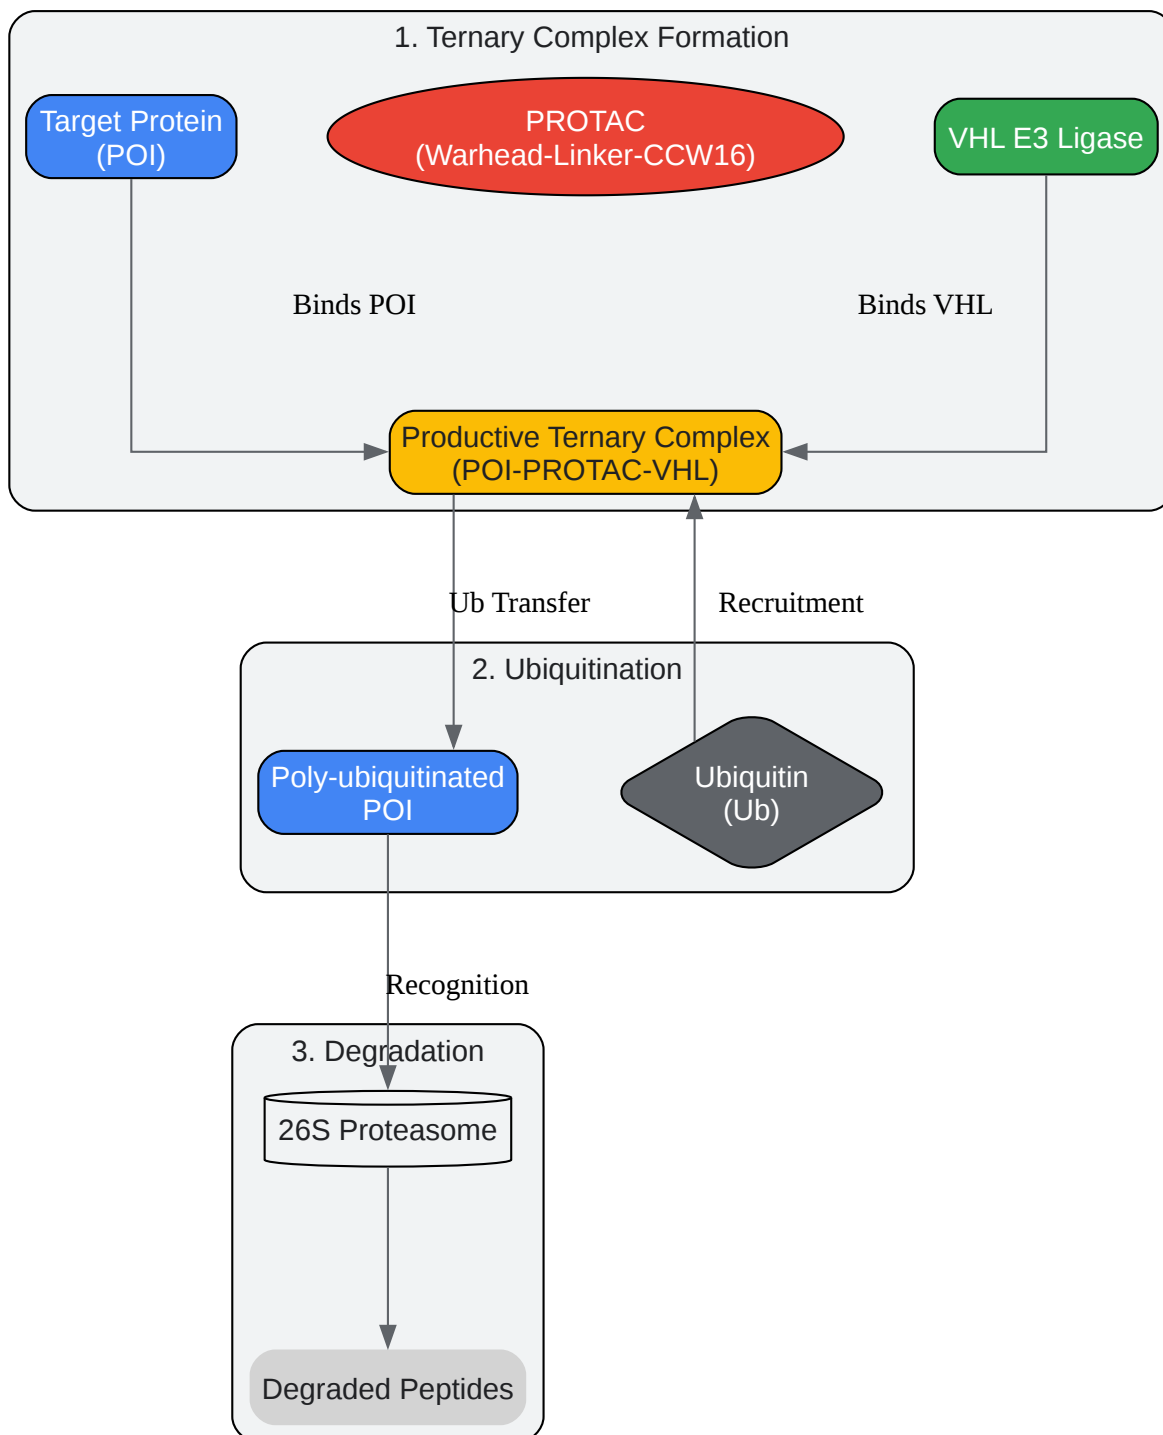 1. Ternary Complex Formation
Target Protein
(POI)
PROTAC
(Warhead-Linker-CCW16)
VHL E3 Ligase
Binds POI
Binds VHL
Productive Ternary Complex
(POI-PROTAC-VHL)
Ub Transfer
Recruitment
2. Ubiquitination
Poly-ubiquitinated
POI
Ubiquitin
(Ub)
Recognition
3. Degradation
26S Proteasome
Degraded Peptides